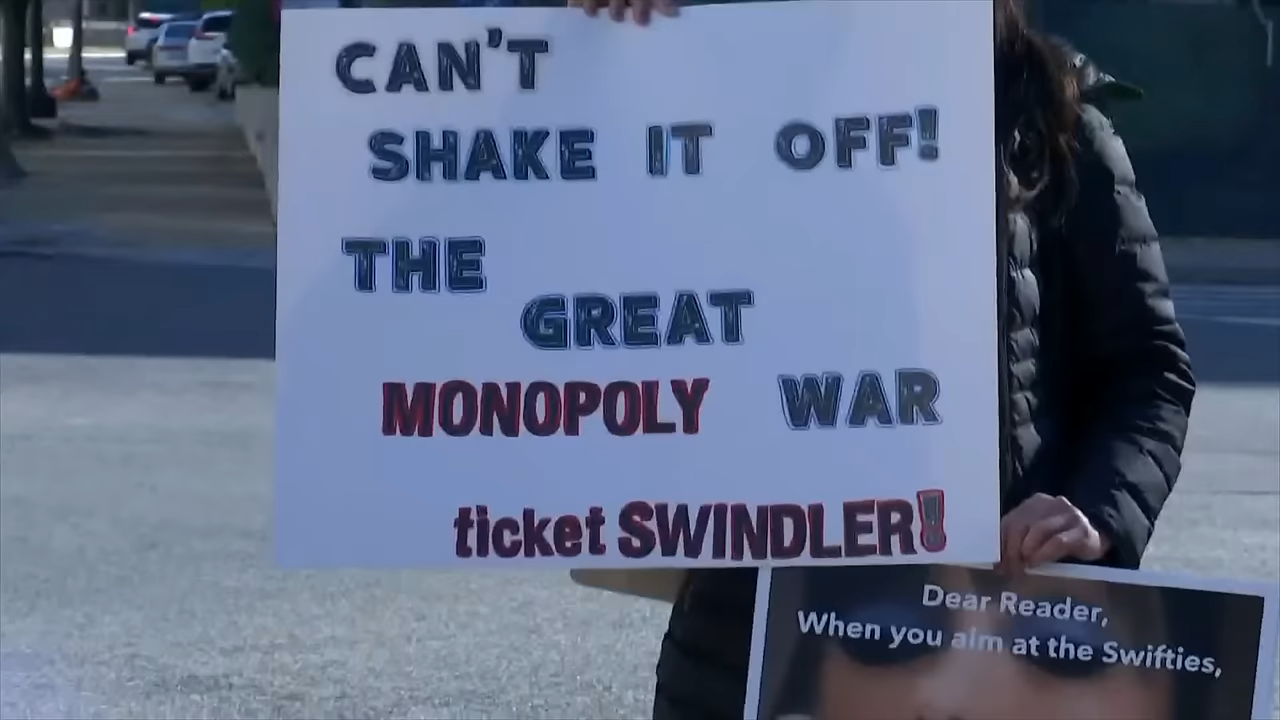 CAN'T
SHAKE IT OFF!
THE
GREAT
MONOPOLY WAR
ticket SWINDLER!
Dear Reader,
When you aim at the Swifties,